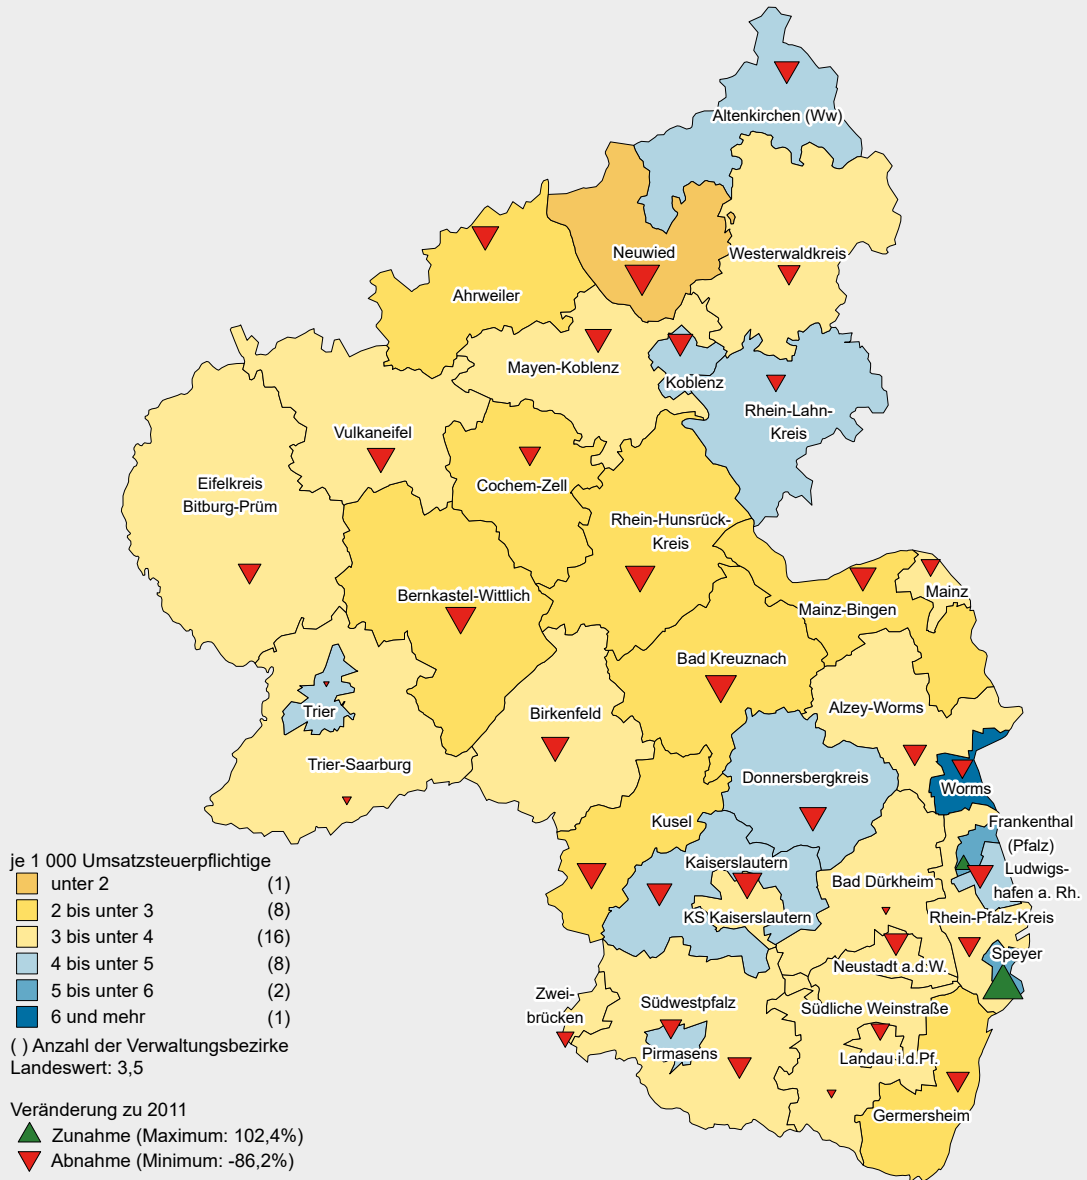 Altenkirchen (Ww)
Neuwied
Westerwaldkreis
Ahrweiler
Mayen-Koblenz
Koblenz
Rhein-Lahn-
Kreis
Vulkaneifel
Eifelkreis
Bitburg-Prüm
Cochem-Zell
Rhein-Hunsrück-
Kreis
Bernkastel-Wittlich
Mainz-Bingen
Mainz
Bad Kreuznach
Alzey-Worms
Trier
Birkenfeld
Trier-Saarburg
Donnersbergkreis
Worms
Kusel
Frankenthal
(Pfalz)
Ludwigs-
hafen a. Rh.
Kaiserslautern
Bad Dürkheim
KS Kaiserslautern
Rhein-Pfalz-Kreis
Speyer
Neustadt a.d.W.
Zwei-
brücken
Südwestpfalz
Südliche Weinstraße
Pirmasens
Landau i.d.Pf.
Germersheim
je 1 000 Umsatzsteuerpflichtige
unter 2 (1)
2 bis unter 3 (8)
3 bis unter 4 (16)
4 bis unter 5 (8)
5 bis unter 6 (2)
6 und mehr (1)
( ) Anzahl der Verwaltungsbezirke
Landeswert: 3,5
Veränderung zu 2011
Zunahme (Maximum: 102,4%)
Abnahme (Minimum: -86,2%)